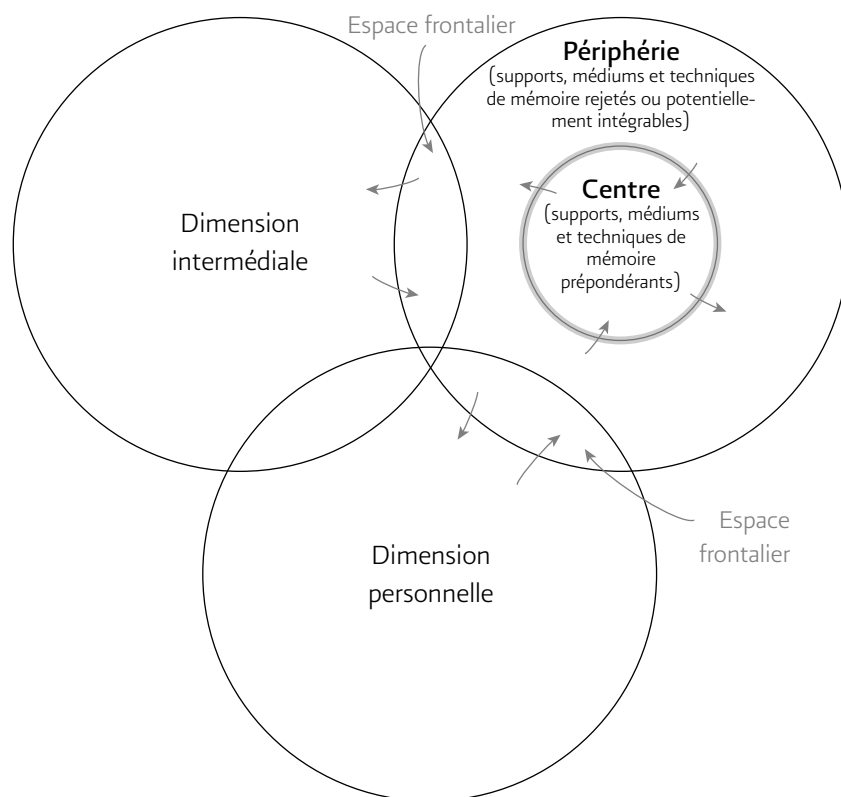 Espace frontalier
Périphérie
(supports, médiums et techniques
de mémoire rejetés ou potentielle-
ment intégrables)
Centre
(supports, médiums
et techniques de
mémoire
prépondérants)
Dimension
intermédiale
Espace
frontalier
Dimension
personnelle